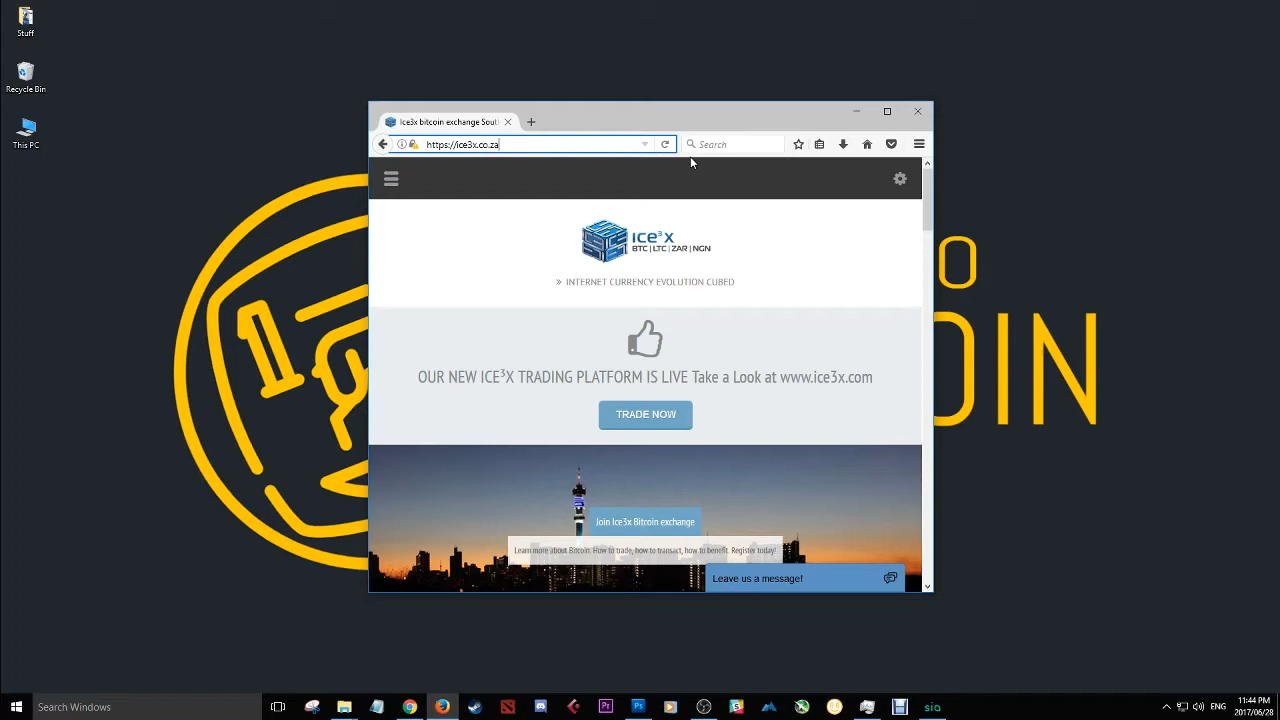 Stuff
Recycle Bin
This PC
Ice3x bitcoin exchange Sout
https://ice3x.co.za
Search
ice³x
BTC | LTC | ZAR | NGN
» INTERNET CURRENCY EVOLUTION CUBED
OUR NEW ICE³X TRADING PLATFORM IS LIVE Take a Look at www.ice3x.com
TRADE NOW
Join Ice3x Bitcoin exchange
Learn more about Bitcoin. How to trade, how to transact, how to benefit. Register today!
Leave us a message!
O
OIN
Search Windows
sia
ENG
11:44 PM
2017/06/28